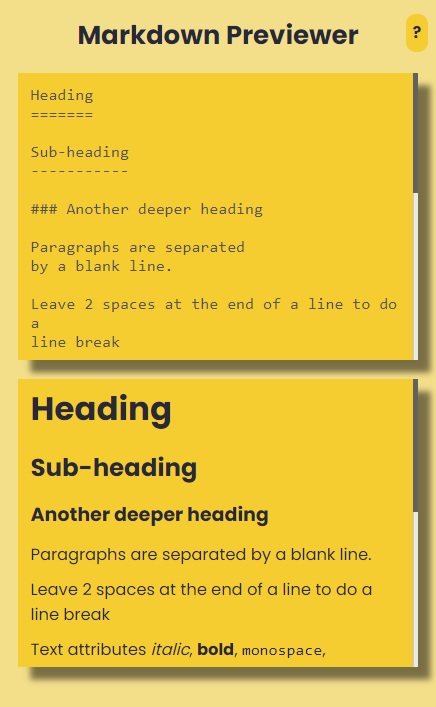 Markdown Previewer
?
Heading
=======
Sub-heading
-----------
### Another deeper heading
Paragraphs are separated
by a blank line.
Leave 2 spaces at the end of a line to do
a
line break
Heading
Sub-heading
Another deeper heading
Paragraphs are separated by a blank line.
Leave 2 spaces at the end of a line to do a
line break
Text attributes italic, bold, monospace,